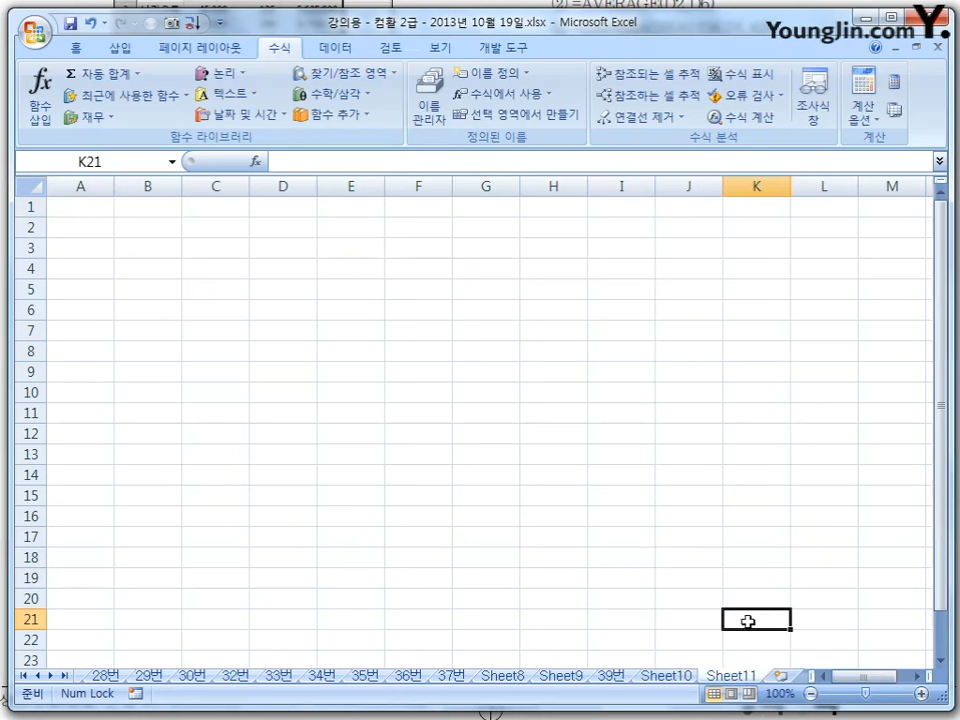 (2) =AVERAGE(D2,D6)
강의용 - 컴활 2급 - 2013년 10월 19일.xlsx - Microsoft Excel
YoungJin.com Y.
홈 삽입 페이지 레이아웃 수식 데이터 검토 보기 개발 도구
fx 함수 삽입
Σ 자동 합계 논리 찾기/참조 영역
최근에 사용한 함수 텍스트 수학/삼각
재무 날짜 및 시간 함수 추가
함수 라이브러리
이름 관리자
이름 정의
수식에서 사용
선택 영역에서 만들기
정의된 이름
참조되는 셀 추적 수식 표시
참조하는 셀 추적 오류 검사
연결선 제거 수식 계산
조사식 창
수식 분석
계산 옵션
계산
K21 fx
A B C D E F G H I J K L M
1
2
3
4
5
6
7
8
9
10
11
12
13
14
15
16
17
18
19
20
21
22
23
28번 29번 30번 32번 33번 34번 35번 36번 37번 Sheet8 Sheet9 39번 Sheet10 Sheet11
준비 Num Lock 100%